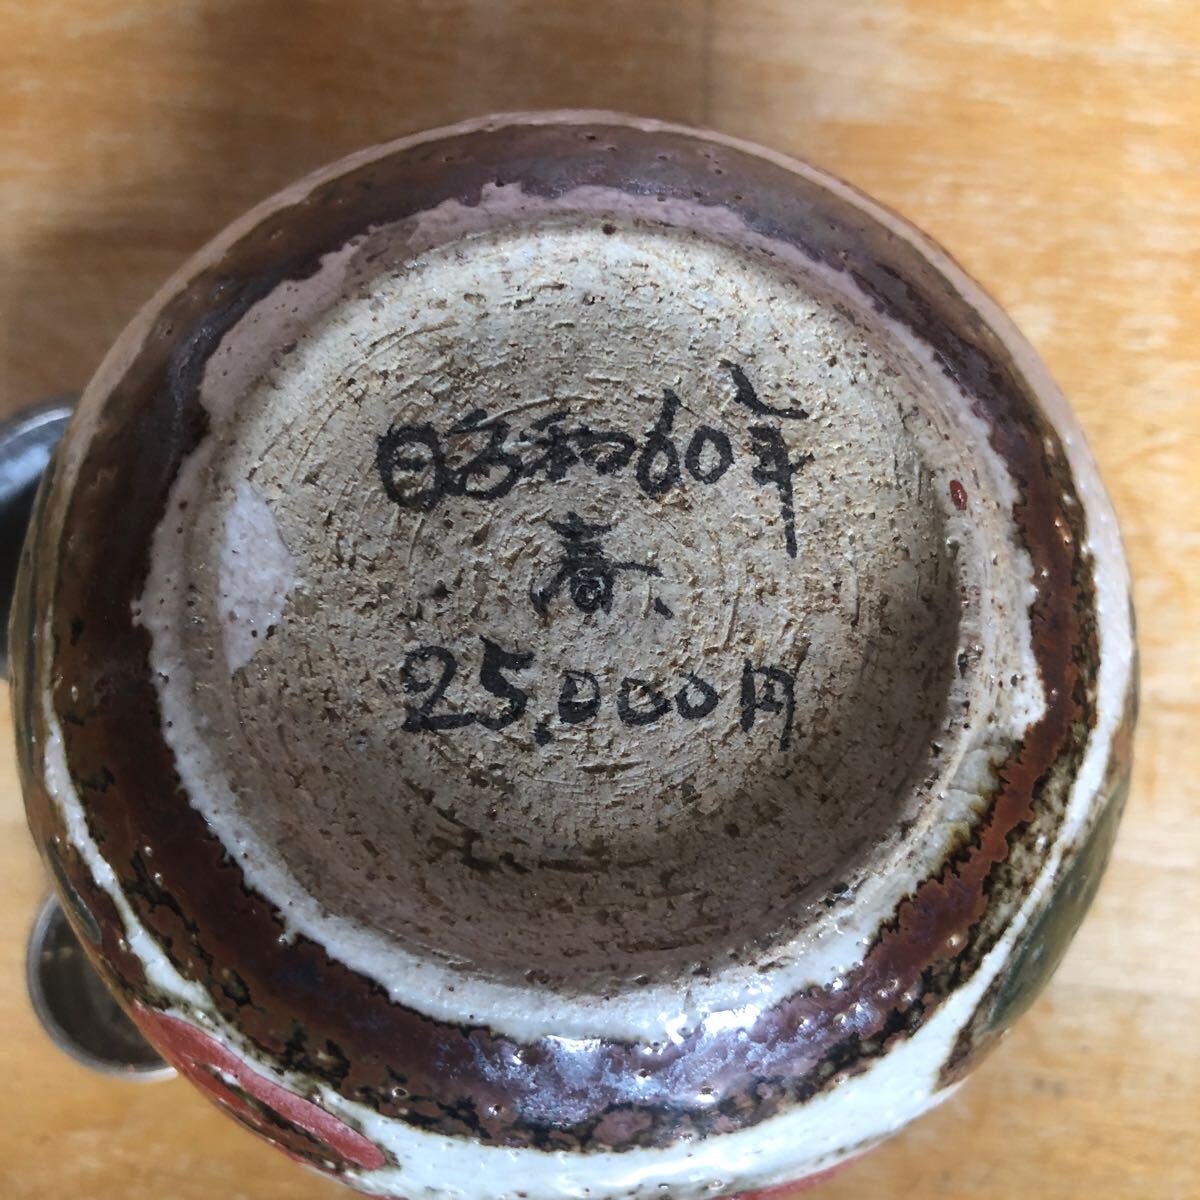 昭和60年
春
25,000円